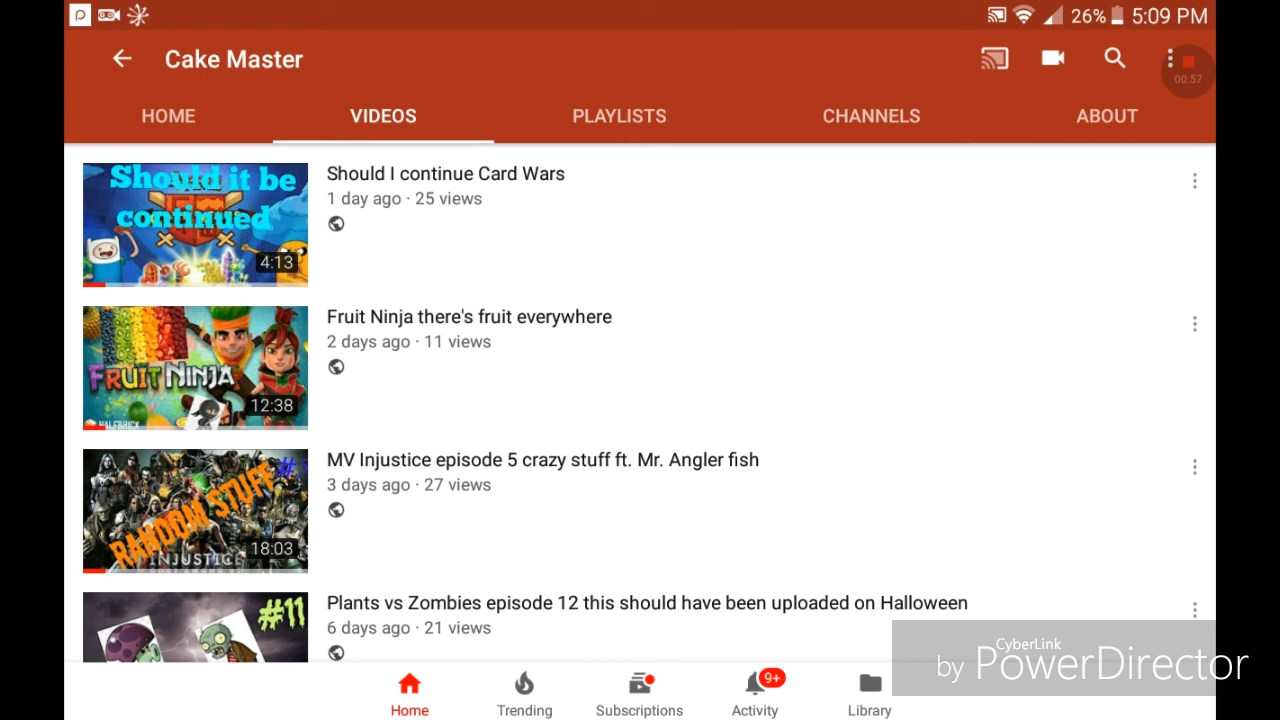 26% 5:09 PM
Cake Master
00:57
HOME VIDEOS PLAYLISTS CHANNELS ABOUT
Should it be
continued
4:13
Should I continue Card Wars
1 day ago · 25 views
FRUIT NINJA
HALFBRICK
12:38
Fruit Ninja there's fruit everywhere
2 days ago · 11 views
RANDOM STUFF
INJUSTICE
18:03
MV Injustice episode 5 crazy stuff ft. Mr. Angler fish
3 days ago · 27 views
#11
Plants vs Zombies episode 12 this should have been uploaded on Halloween
6 days ago · 21 views
CyberLink
by PowerDirector
9+
Home Trending Subscriptions Activity Library